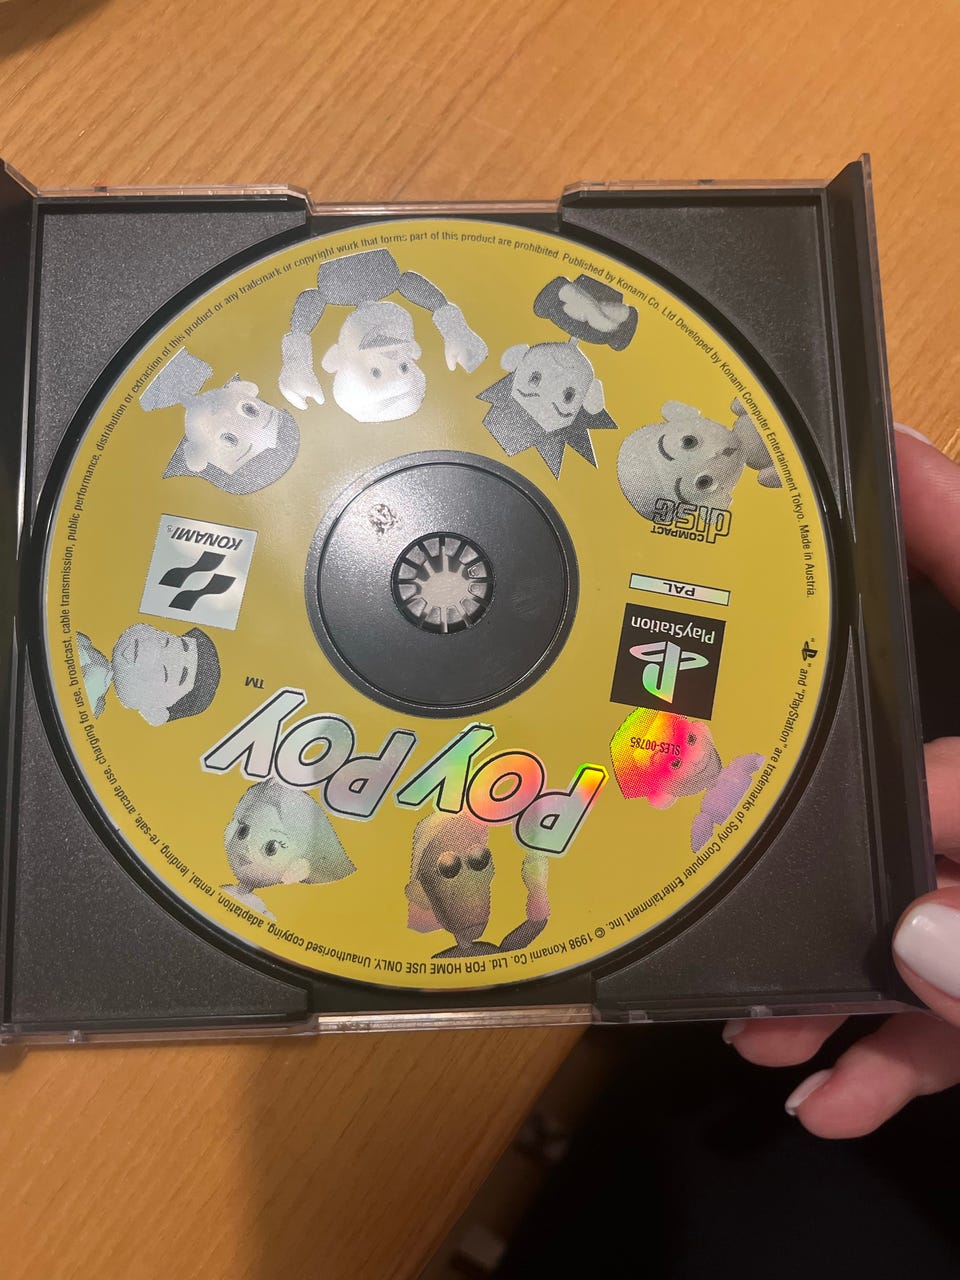 POY POY
TM
SLES-00785
PlayStation
PAL
COMPACT
disc
KONAMI®
"PS" and "PlayStation" are trademarks of Sony Computer Entertainment Inc. © 1998 Konami Co. Ltd. FOR HOME USE ONLY. Unauthorised copying, adaptation, rental, lending, re-sale, arcade use, charging for use, broadcast, cable transmission, public performance, distribution or extraction of this product or any trademark or copyright work that forms part of this product are prohibited. Published by Konami Co. Ltd Developed by Konami Computer Entertainment Tokyo. Made in Austria.